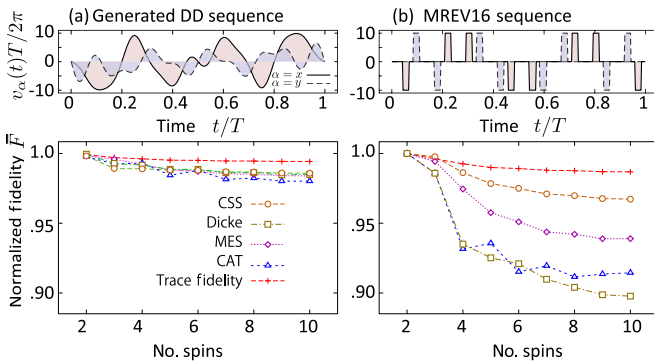 (a) Generated DD sequence
(b) MREV16 sequence
v_α(t)T/2π
10
0
-10
α = x
α = y
0
0.2
0.4
0.6
0.8
1
Time t/T
10
0
-10
0
0.2
0.4
0.6
0.8
1
Time t/T
Normalized fidelity F̄
1.0
.95
.90
CSS
Dicke
MES
CAT
Trace fidelity
2
4
6
8
10
No. spins
1.0
.95
.90
2
4
6
8
10
No. spins